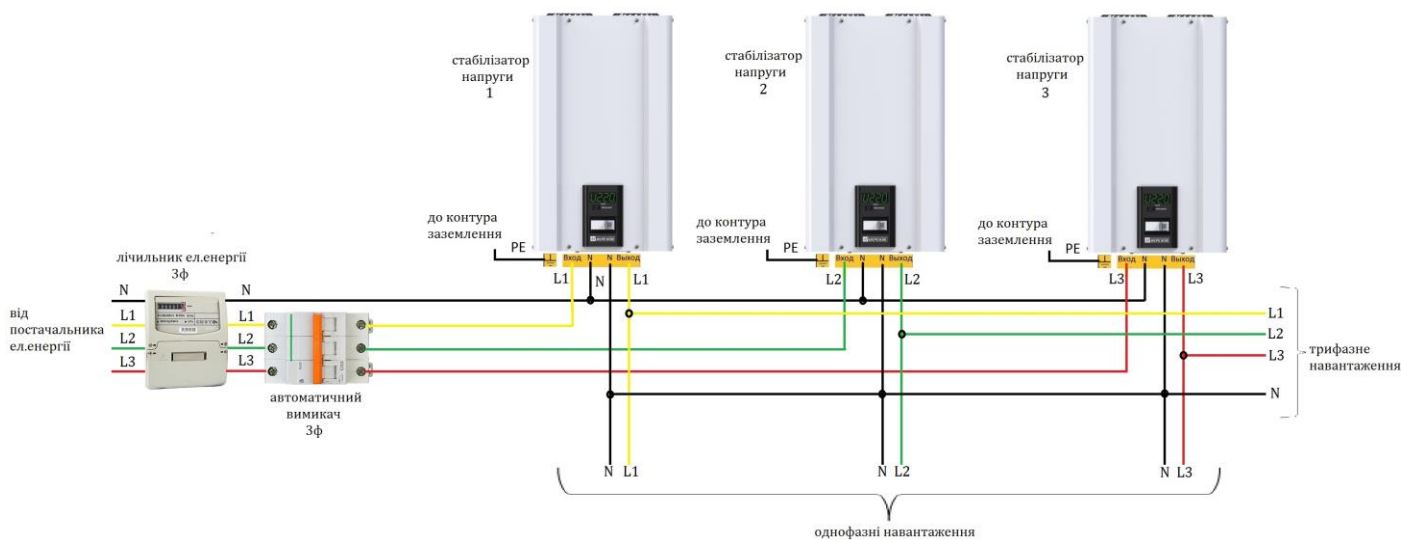 стабілізатор
напруги
1
стабілізатор
напруги
2
стабілізатор
напруги
3
U220
U220
U220
до контура
заземлення
PE
до контура
заземлення
PE
до контура
заземлення
PE
Вход N N Выход
Вход N N Выход
Вход N N Выход
L1 N L1
L2 L2
L3 L3
лічильник ел.енергії
3ф
від
постачальника
ел.енергії
N
L1
L2
L3
N
L1
L2
L3
автоматичний
вимикач
3ф
L1
L2
L3
N
трифазне
навантаження
N L1
N L2
N L3
однофазні навантаження